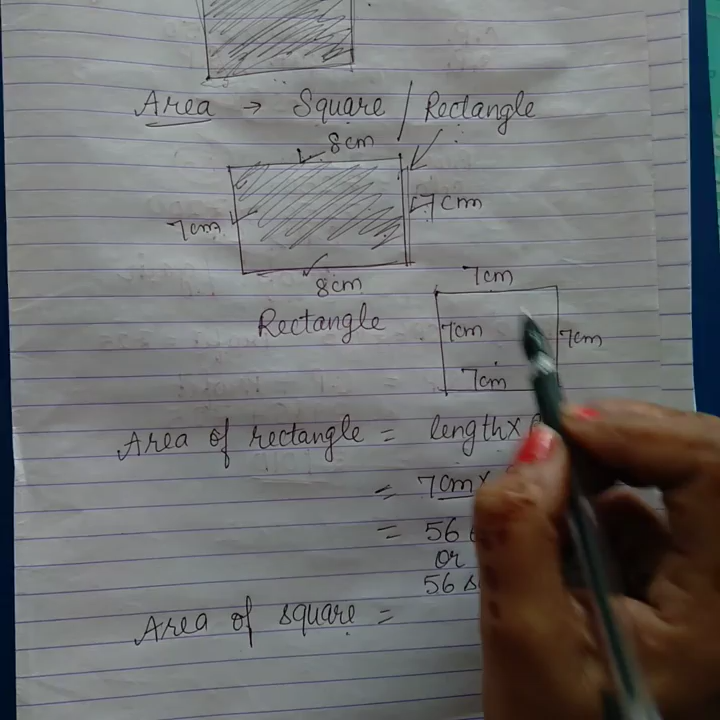 Area → Square / Rectangle
8cm
7cm
7cm
8cm
Rectangle
7cm
7cm
7cm
7cm
Area of rectangle = length ×
= 7cm ×
= 56
or
56
Area of square =